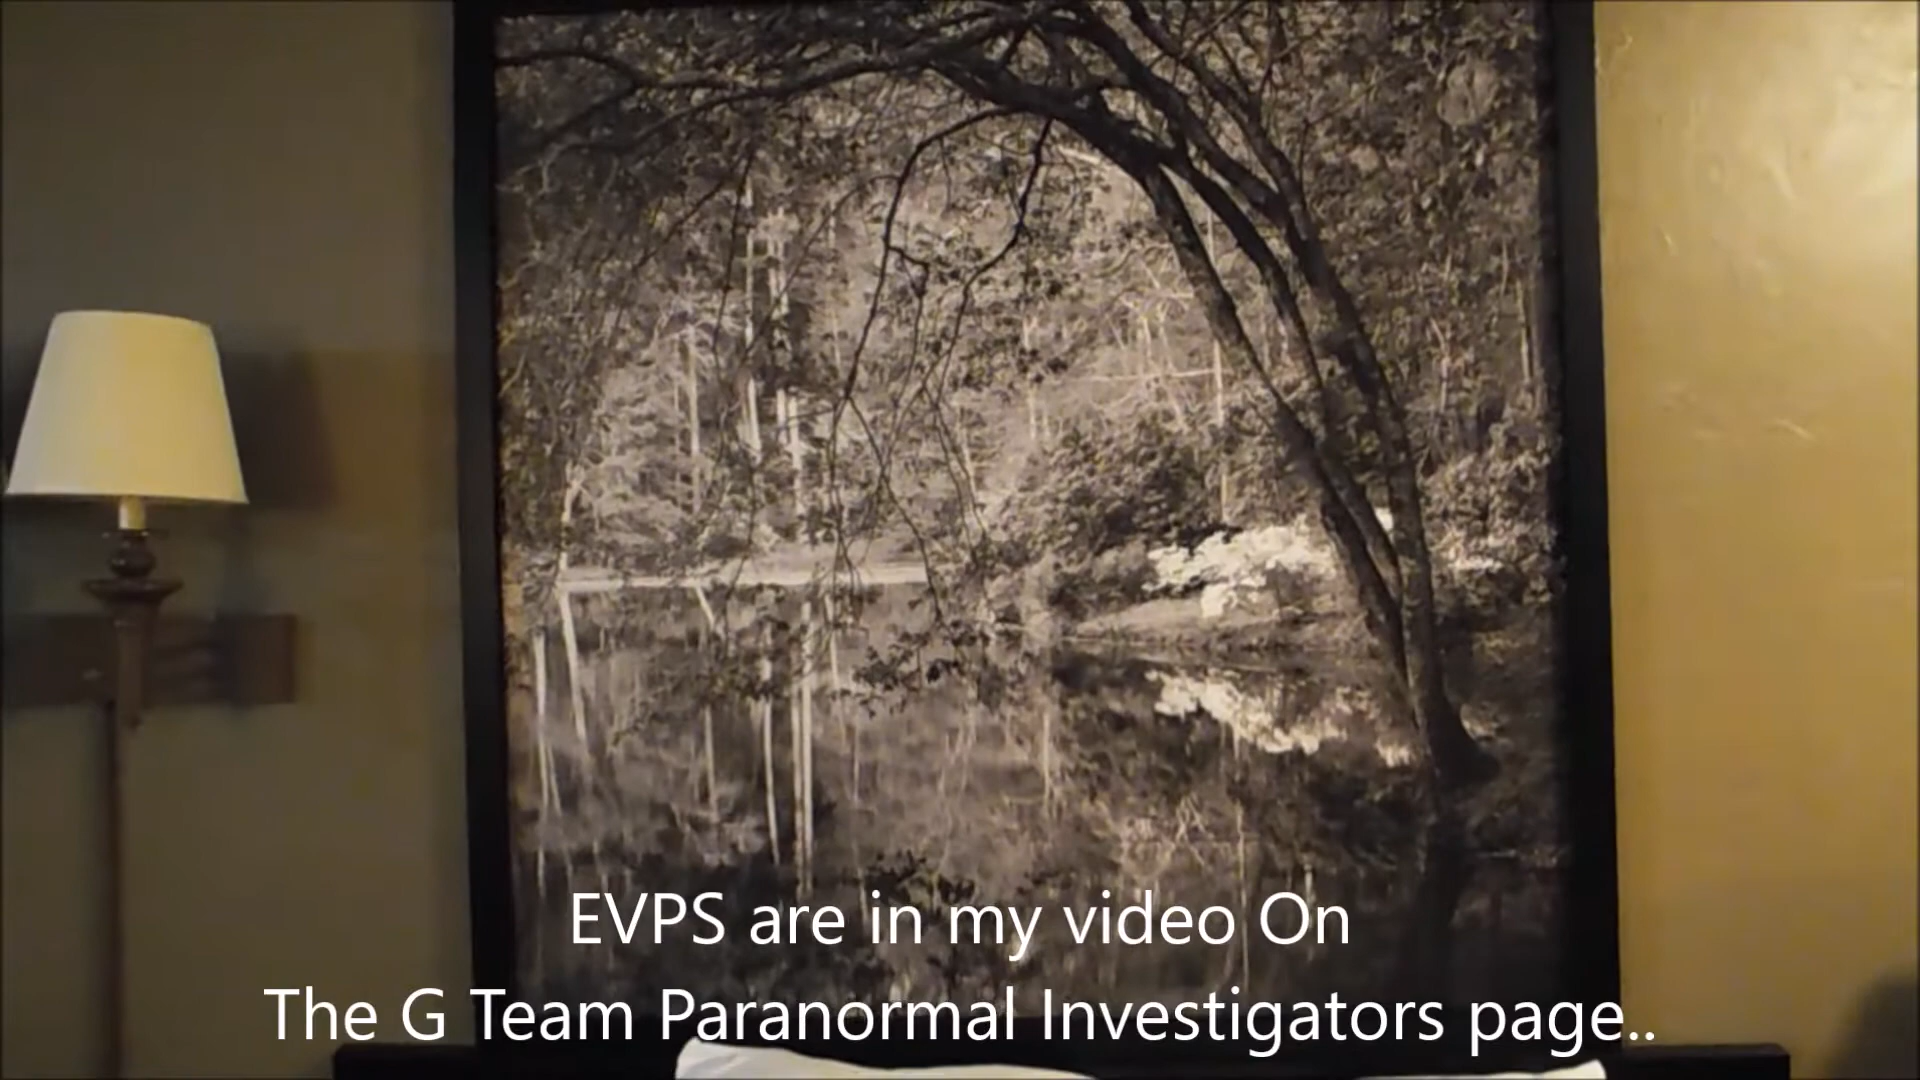 EVPS are in my video On
The G Team Paranormal Investigators page..